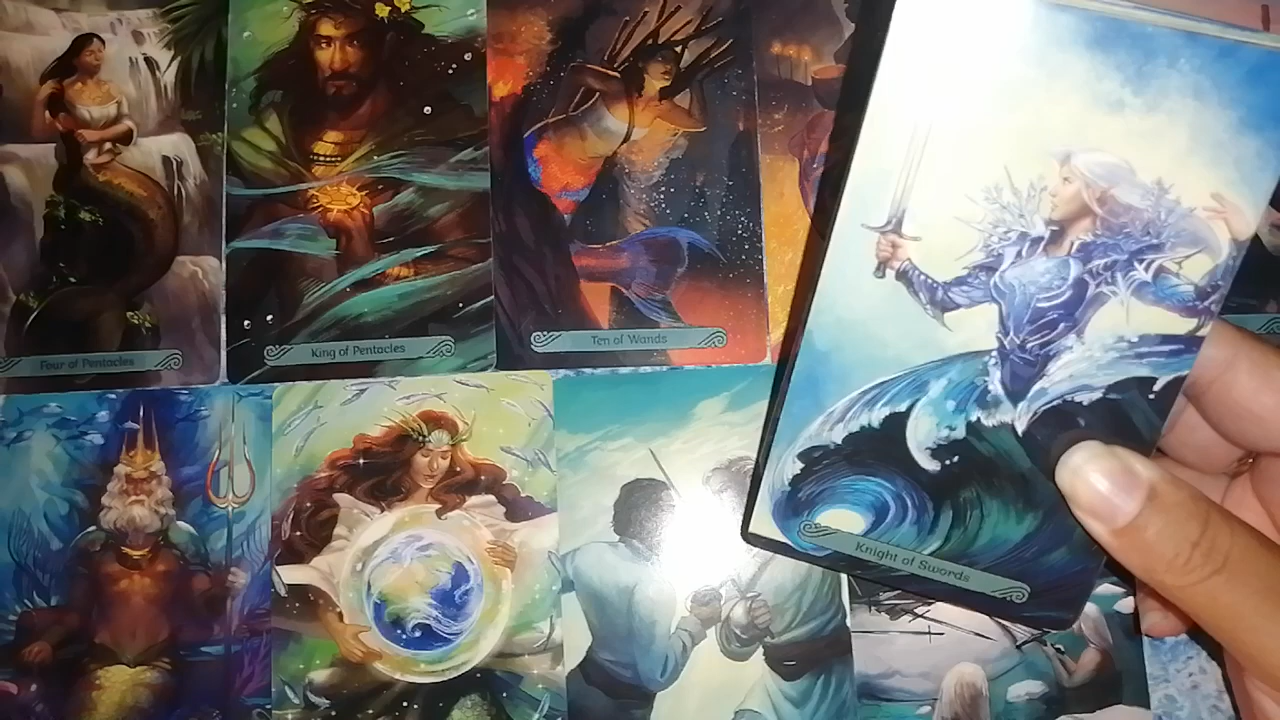 Four of Pentacles
King of Pentacles
Ten of Wands
Knight of Swords